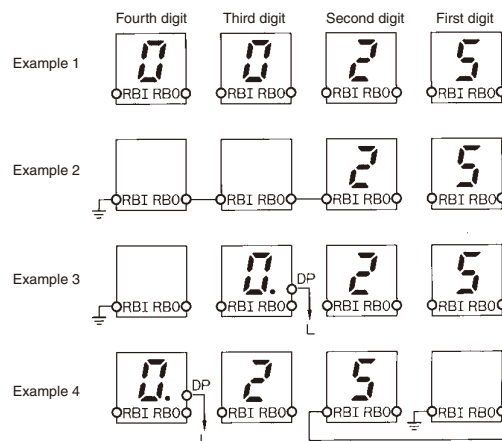 Fourth digit Third digit Second digit First digit
Example 1 0 0 2 5
RBI RBO RBI RBO RBI RBO RBI RBO
Example 2 2 5
RBI RBO RBI RBO RBI RBO RBI RBO
Example 3 0. DP 2 5
RBI RBO RBI RBO RBI RBO RBI RBO
L
Example 4 0. DP 2 5
RBI RBO RBI RBO RBI RBO RBI RBO
L